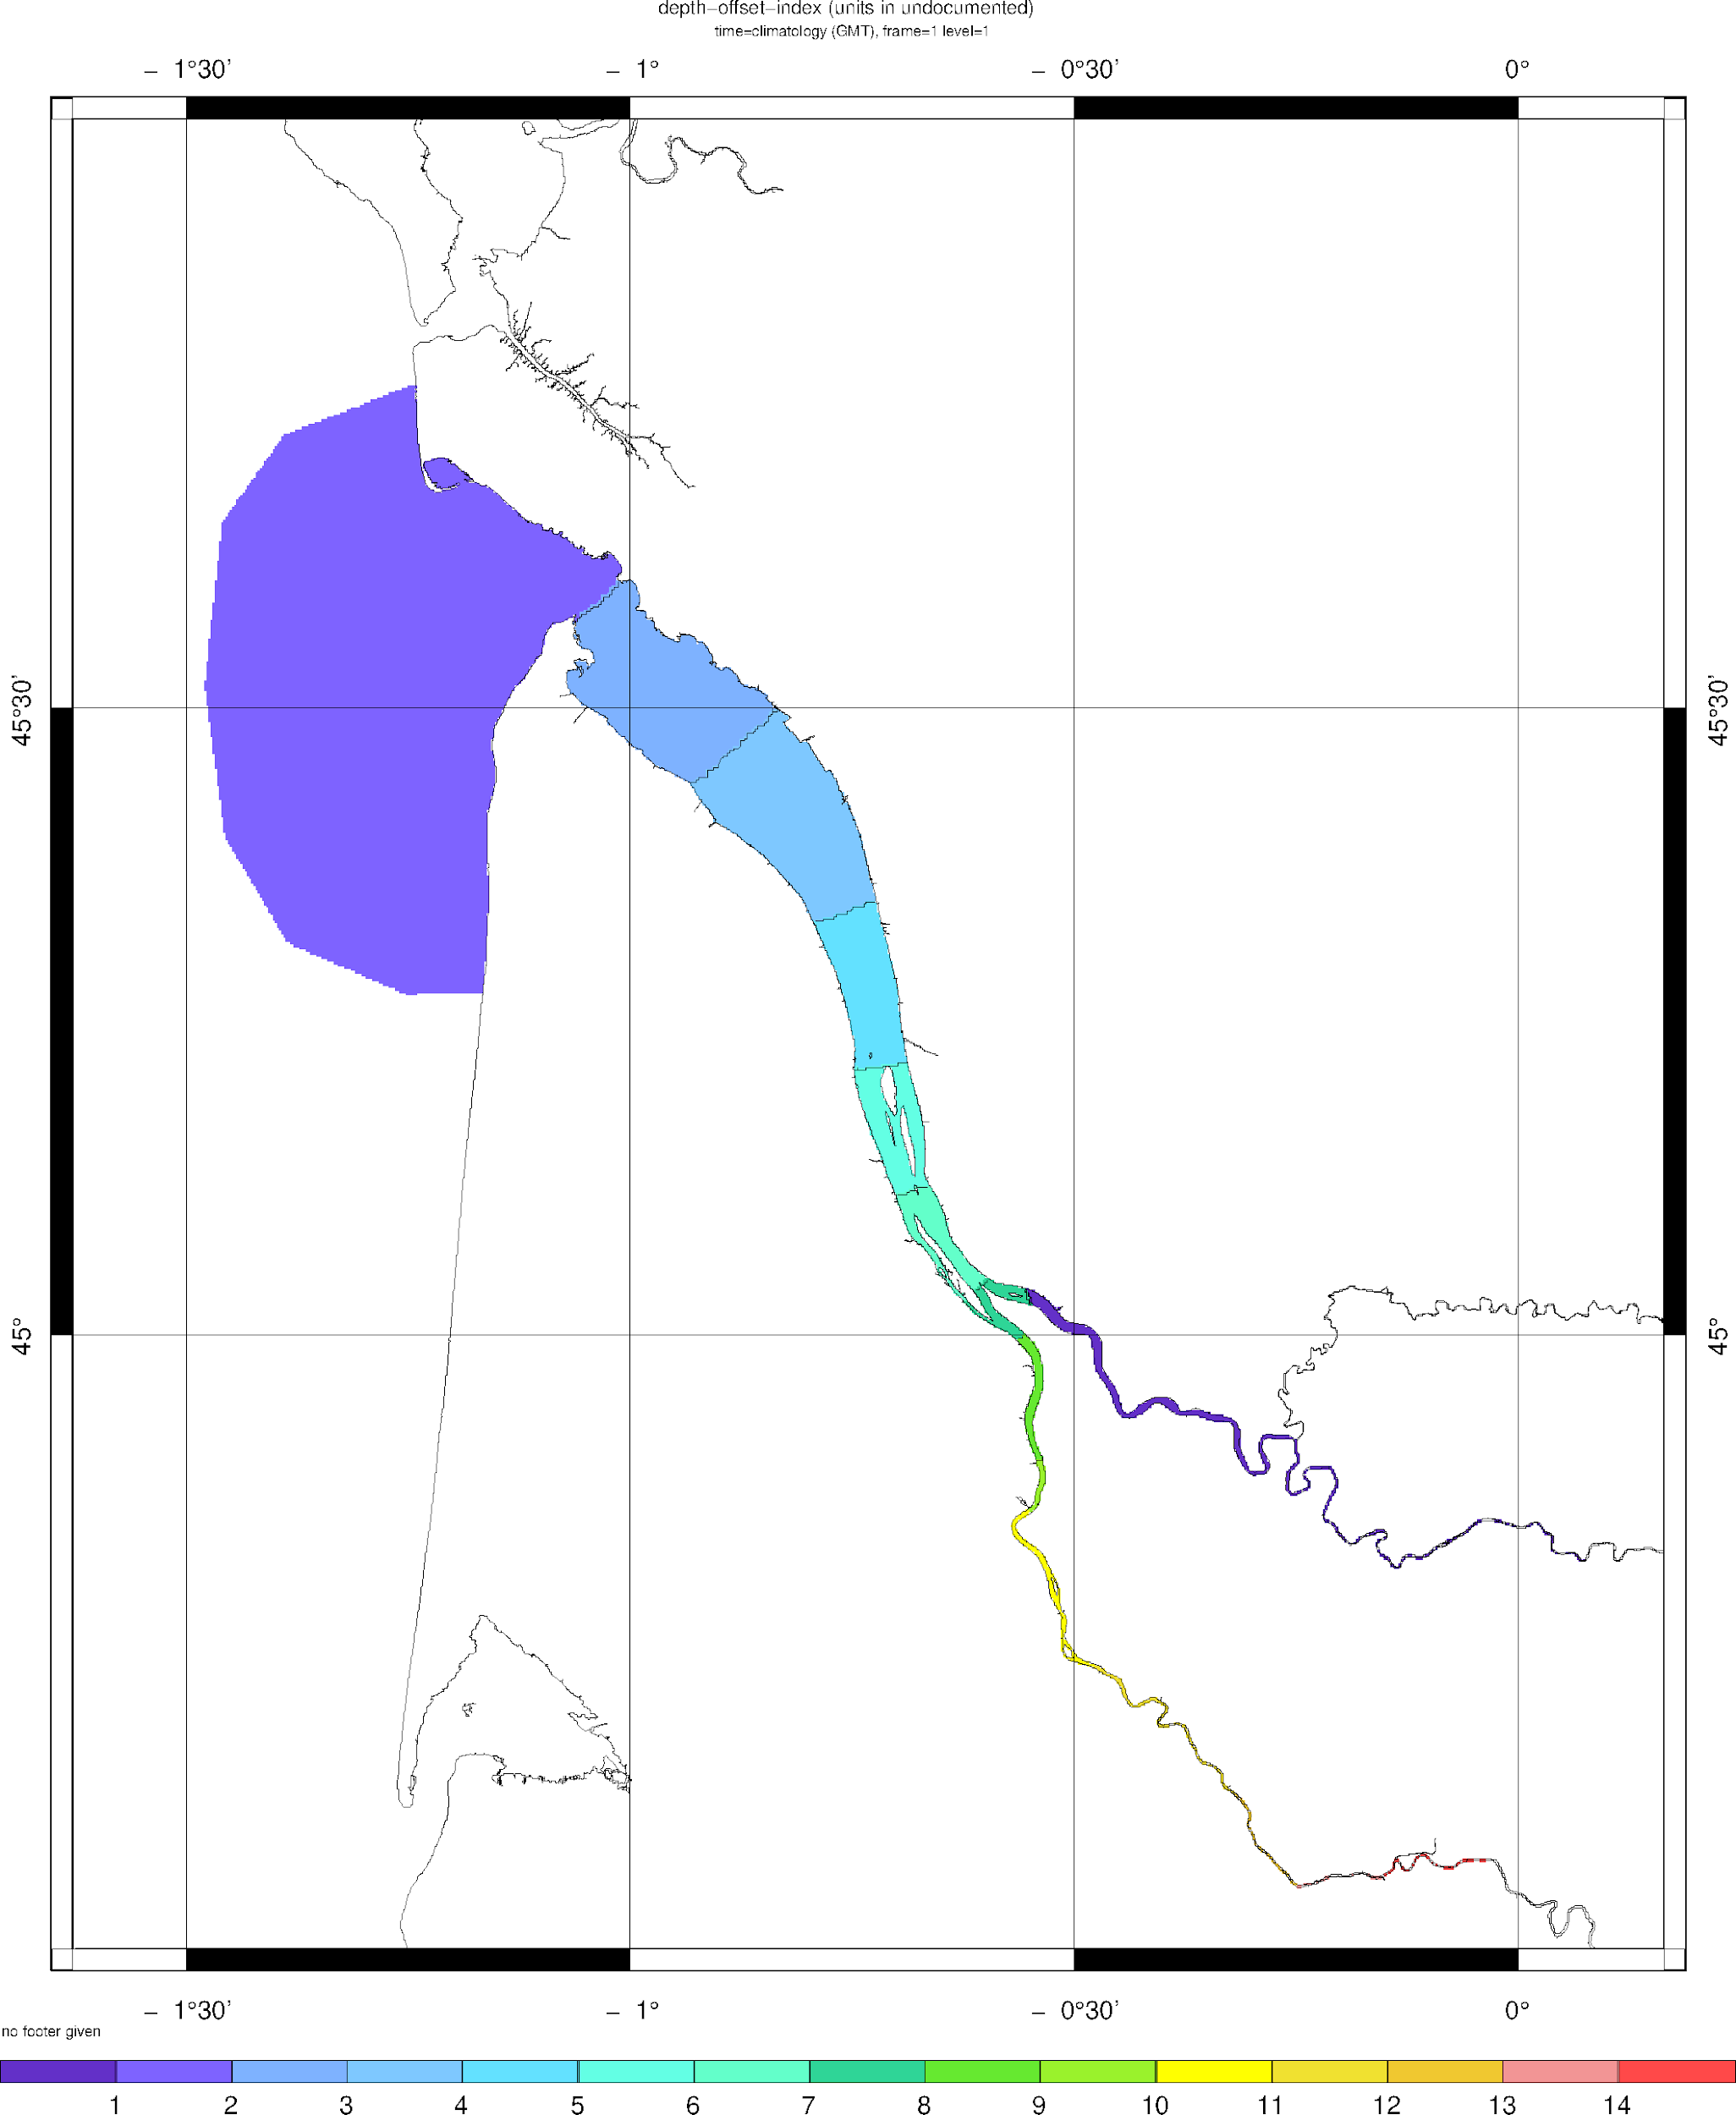 depth−offset−index (units in undocumented)
time=climatology (GMT), frame=1 level=1
− 1°30' − 1° − 0°30' 0°
45°30' 45°30'
45° 45°
− 1°30' − 1° − 0°30' 0°
no footer given
1 2 3 4 5 6 7 8 9 10 11 12 13 14